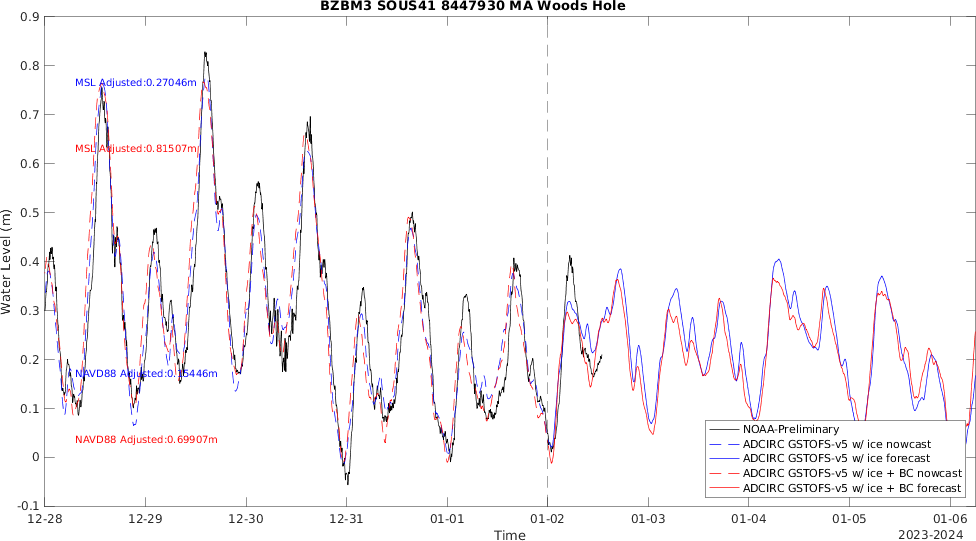 BZBM3 SOUS41 8447930 MA Woods Hole
0.9
0.8
0.7
0.6
0.5
0.4
0.3
0.2
0.1
0
-0.1
Water Level (m)
MSL Adjusted:0.27046m
MSL Adjusted:0.81507m
NAVD88 Adjusted:0.15446m
NAVD88 Adjusted:0.69907m
NOAA-Preliminary
ADCIRC GSTOFS-v5 w/ ice nowcast
ADCIRC GSTOFS-v5 w/ ice forecast
ADCIRC GSTOFS-v5 w/ ice + BC nowcast
ADCIRC GSTOFS-v5 w/ ice + BC forecast
12-28 12-29 12-30 12-31 01-01 01-02 01-03 01-04 01-05 01-06
Time
2023-2024